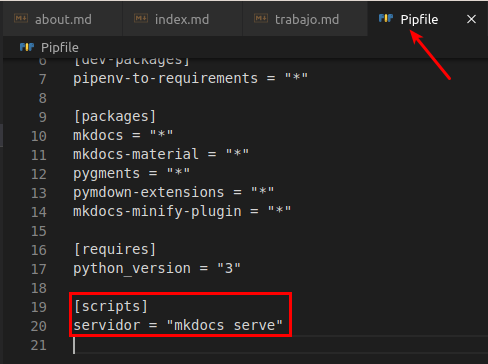 about.md
index.md
trabajo.md
Pipfile
Pipfile
6 [dev-packages]
7 pipenv-to-requirements = "*"
8
9 [packages]
10 mkdocs = "*"
11 mkdocs-material = "*"
12 pygments = "*"
13 pymdown-extensions = "*"
14 mkdocs-minify-plugin = "*"
15
16 [requires]
17 python_version = "3"
18
19 [scripts]
20 servidor = "mkdocs serve"
21